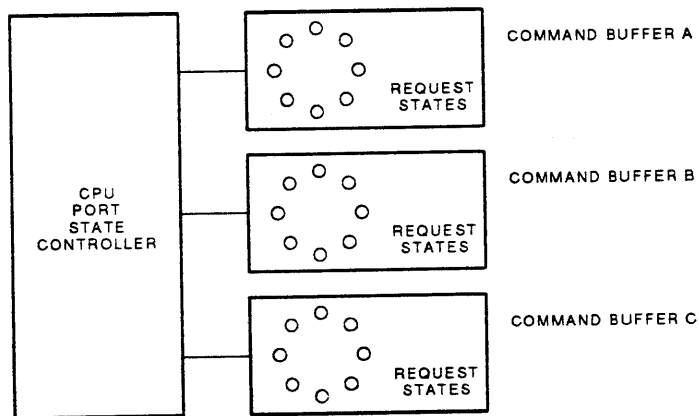 COMMAND BUFFER A
REQUEST
STATES
CPU
PORT
STATE
CONTROLLER
COMMAND BUFFER B
REQUEST
STATES
COMMAND BUFFER C
REQUEST
STATES